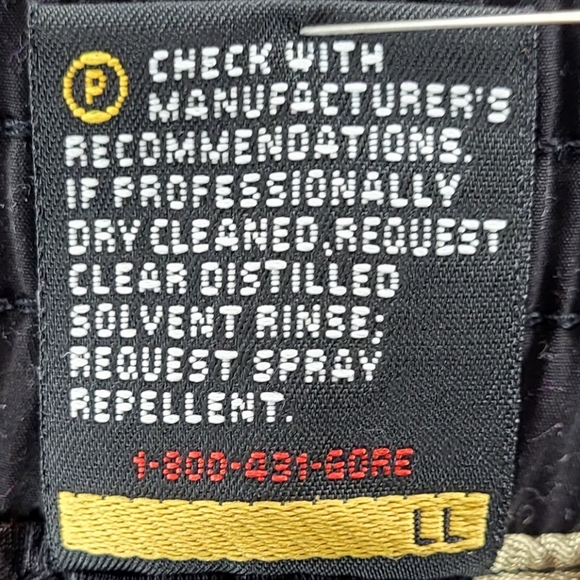 P
CHECK WITH
MANUFACTURER'S
RECOMMENDATIONS.
IF PROFESSIONALLY
DRY CLEANED, REQUEST
CLEAR DISTILLED
SOLVENT RINSE;
REQUEST SPRAY
REPELLENT.
1-800-431-GORE
LL